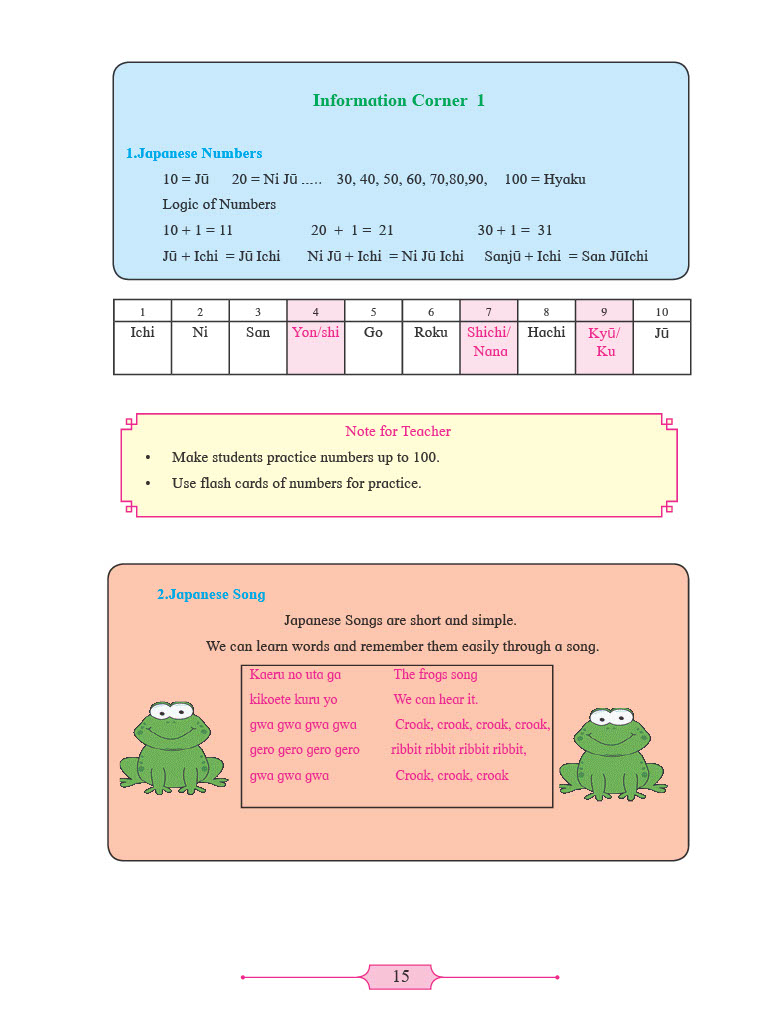 Information Corner 1
1.Japanese Numbers
10 = Jū 20 = Ni Jū ..... 30, 40, 50, 60, 70,80,90, 100 = Hyaku
Logic of Numbers
10 + 1 = 11 20 + 1 = 21 30 + 1 = 31
Jū + Ichi = Jū Ichi Ni Jū + Ichi = Ni Jū Ichi Sanjū + Ichi = San JūIchi
1 2 3 4 5 6 7 8 9 10
Ichi Ni San Yon/shi Go Roku Shichi/ Hachi Kyū/ Jū
Nana Ku
Note for Teacher
• Make students practice numbers up to 100.
• Use flash cards of numbers for practice.
2.Japanese Song
Japanese Songs are short and simple.
We can learn words and remember them easily through a song.
Kaeru no uta ga The frogs song
kikoete kuru yo We can hear it.
gwa gwa gwa gwa Croak, croak, croak, croak,
gero gero gero gero ribbit ribbit ribbit ribbit,
gwa gwa gwa Croak, croak, croak
15